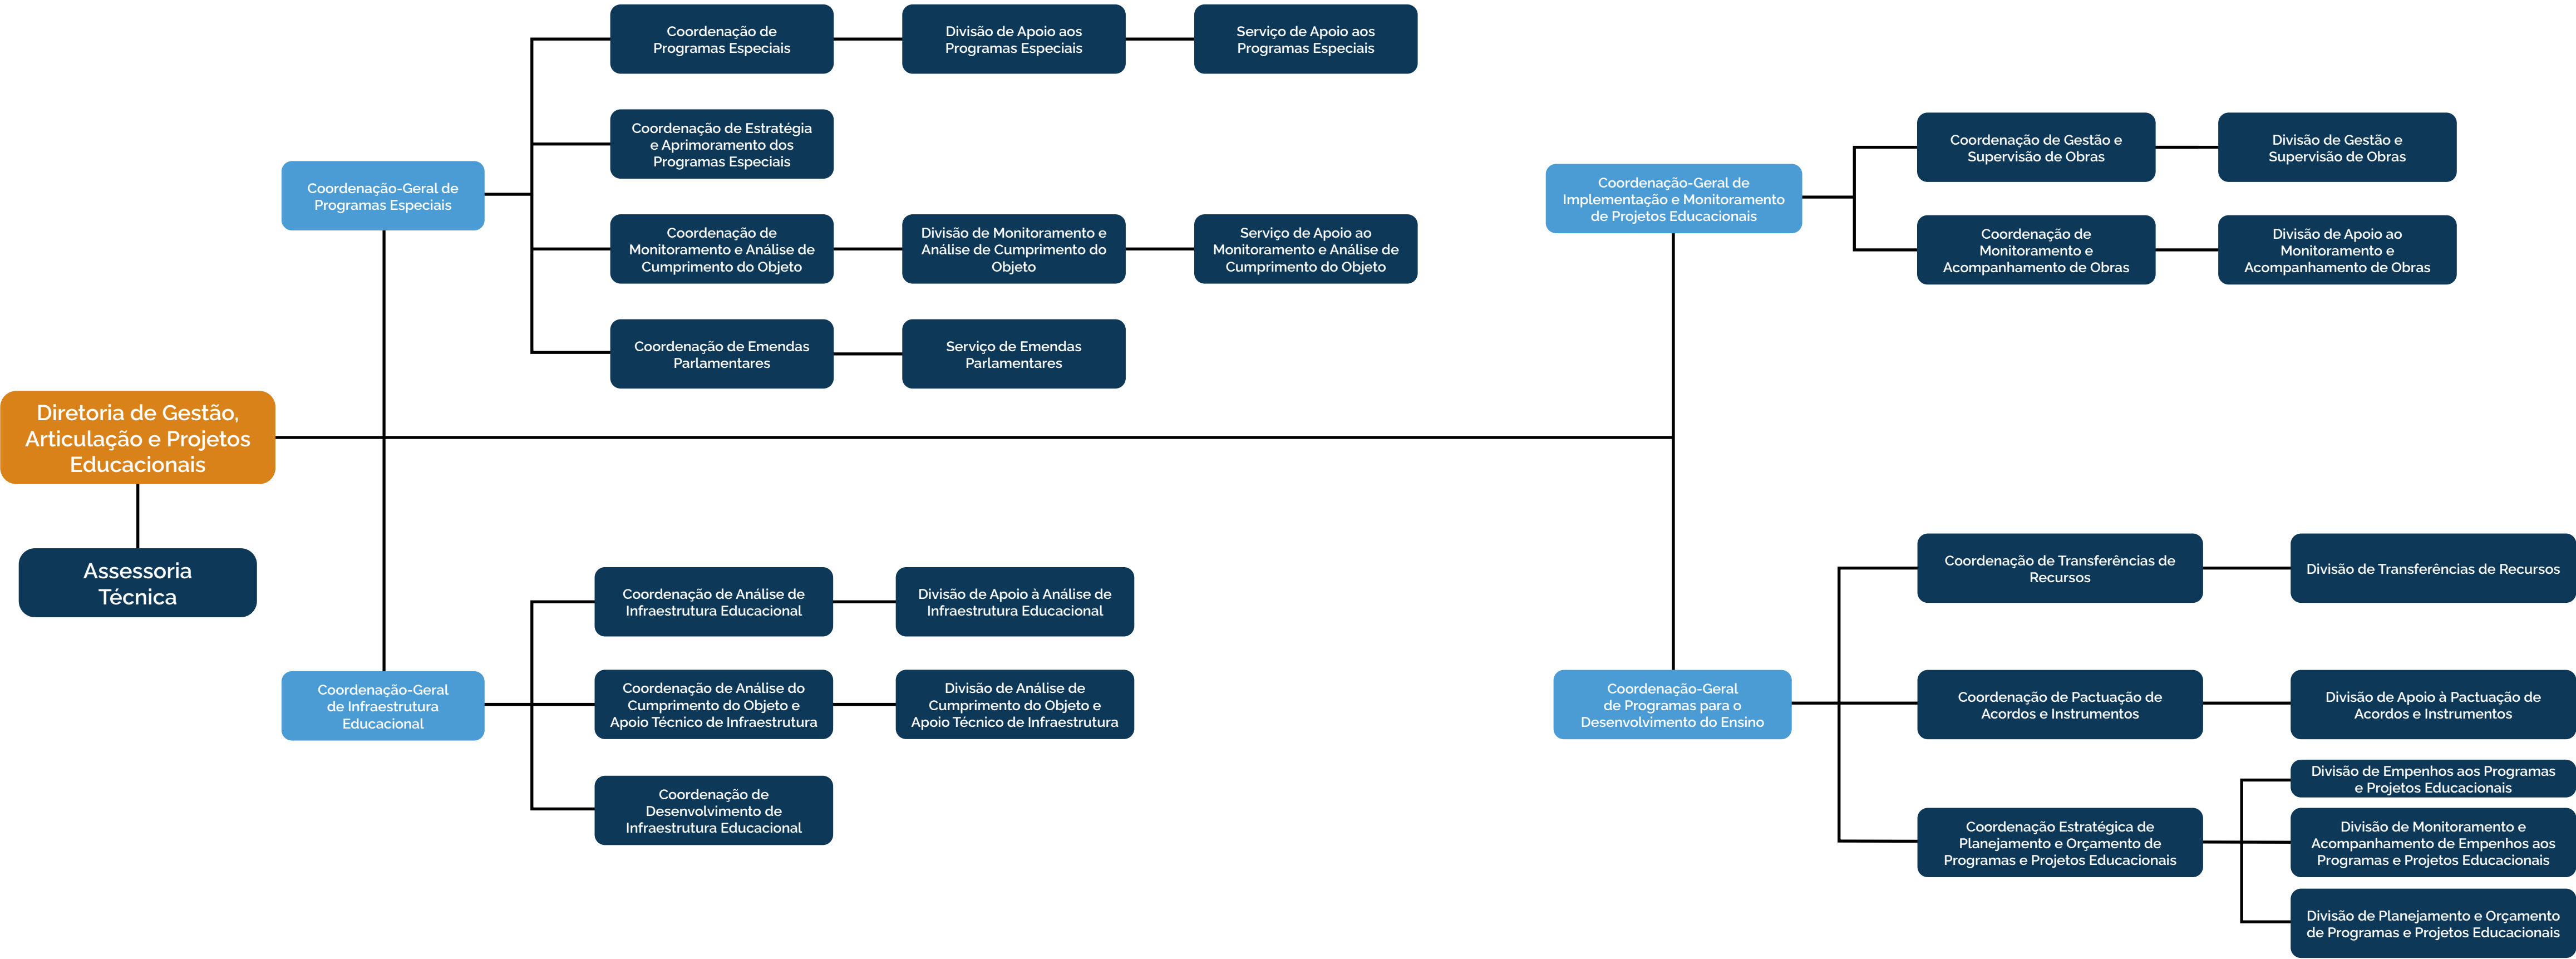 Diretoria de Gestão,
Articulação e Projetos
Educacionais
Assessoria
Técnica
Coordenação-Geral de
Programas Especiais
Coordenação de
Programas Especiais
Divisão de Apoio aos
Programas Especiais
Serviço de Apoio aos
Programas Especiais
Coordenação de Estratégia
e Aprimoramento dos
Programas Especiais
Coordenação de
Monitoramento e Análise de
Cumprimento do Objeto
Divisão de Monitoramento e
Análise de Cumprimento do
Objeto
Serviço de Apoio ao
Monitoramento e Análise de
Cumprimento do Objeto
Coordenação de Emendas
Parlamentares
Serviço de Emendas
Parlamentares
Coordenação-Geral
de Infraestrutura
Educacional
Coordenação de Análise de
Infraestrutura Educacional
Divisão de Apoio à Análise de
Infraestrutura Educacional
Coordenação de Análise do
Cumprimento do Objeto e
Apoio Técnico de Infraestrutura
Divisão de Análise de
Cumprimento do Objeto e
Apoio Técnico de Infraestrutura
Coordenação de
Desenvolvimento de
Infraestrutura Educacional
Coordenação-Geral de
Implementação e Monitoramento
de Projetos Educacionais
Coordenação de Gestão e
Supervisão de Obras
Divisão de Gestão e
Supervisão de Obras
Coordenação de
Monitoramento e
Acompanhamento de Obras
Divisão de Apoio ao
Monitoramento e
Acompanhamento de Obras
Coordenação-Geral
de Programas para o
Desenvolvimento do Ensino
Coordenação de Transferências de
Recursos
Divisão de Transferências de Recursos
Coordenação de Pactuação de
Acordos e Instrumentos
Divisão de Apoio à Pactuação de
Acordos e Instrumentos
Coordenação Estratégica de
Planejamento e Orçamento de
Programas e Projetos Educacionais
Divisão de Empenhos aos Programas
e Projetos Educacionais
Divisão de Monitoramento e
Acompanhamento de Empenhos aos
Programas e Projetos Educacionais
Divisão de Planejamento e Orçamento
de Programas e Projetos Educacionais